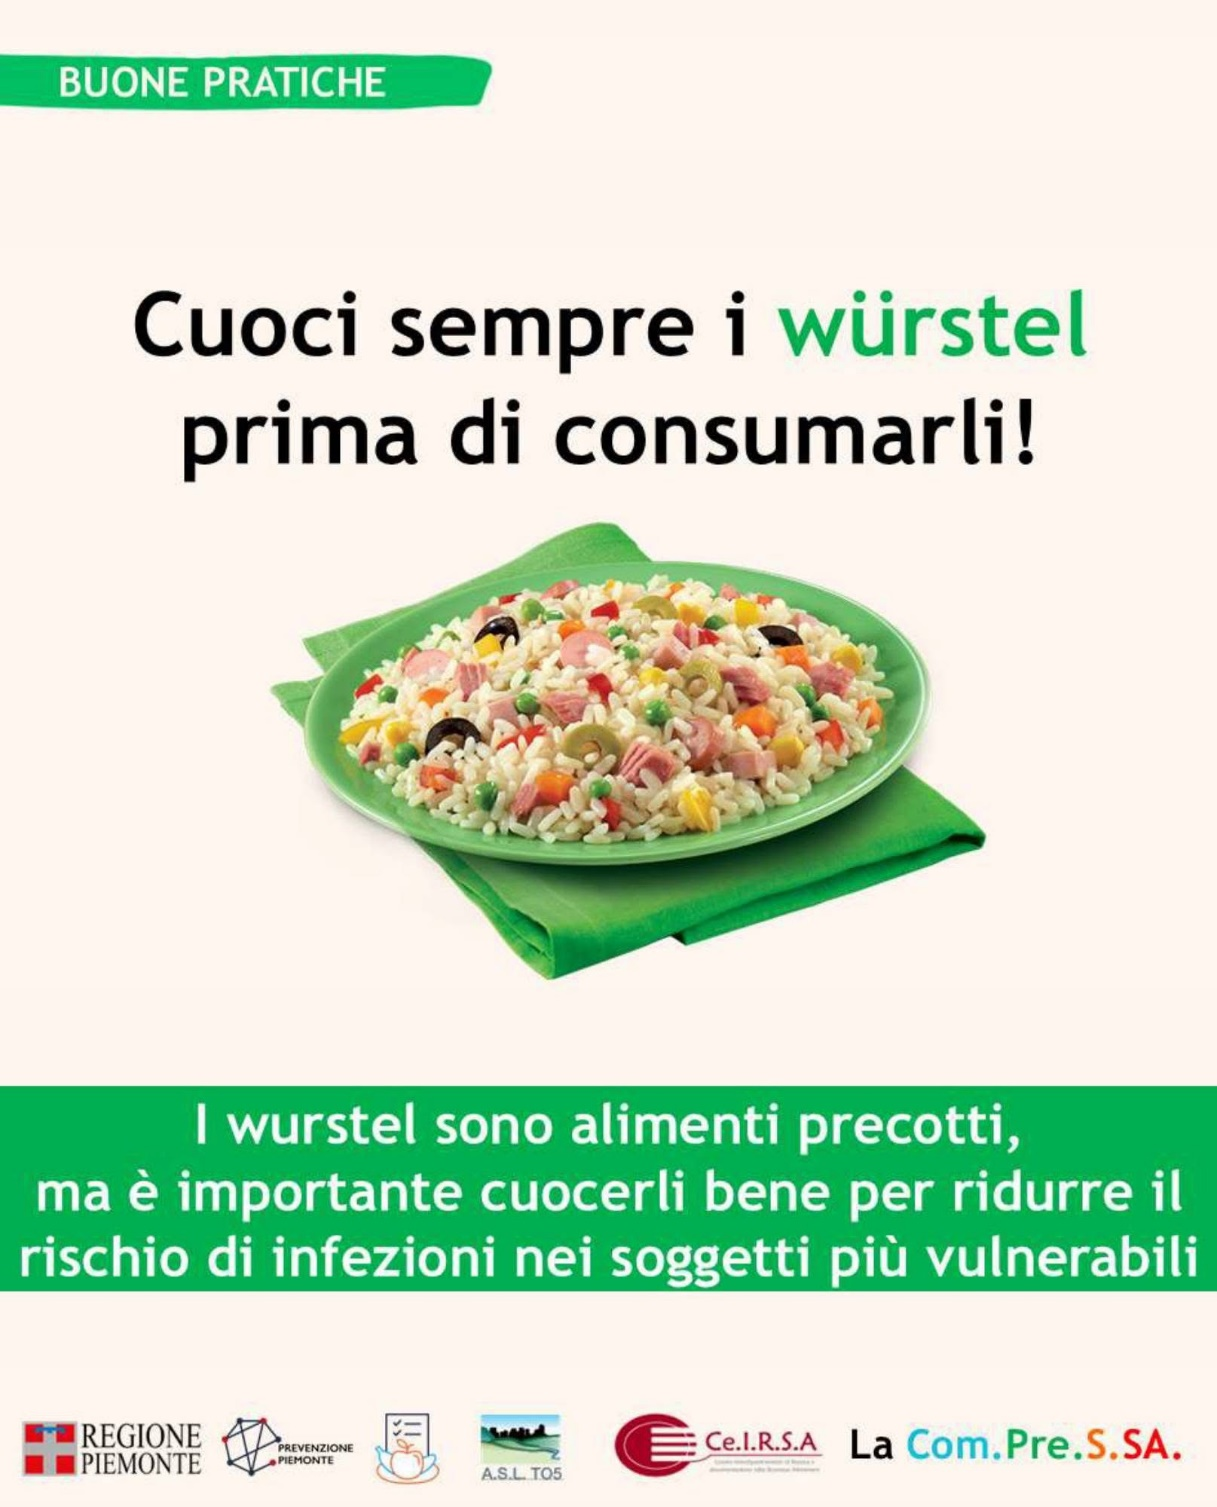 BUONE PRATICHE
Cuoci sempre i würstel
prima di consumarli!
I wurstel sono alimenti precotti,
ma è importante cuocerli bene per ridurre il
rischio di infezioni nei soggetti più vulnerabili
REGIONE
PIEMONTE
PREVENZIONE
PIEMONTE
A.S.L. TO5
Ce.I.R.S.A
La Com.Pre.S.SA.